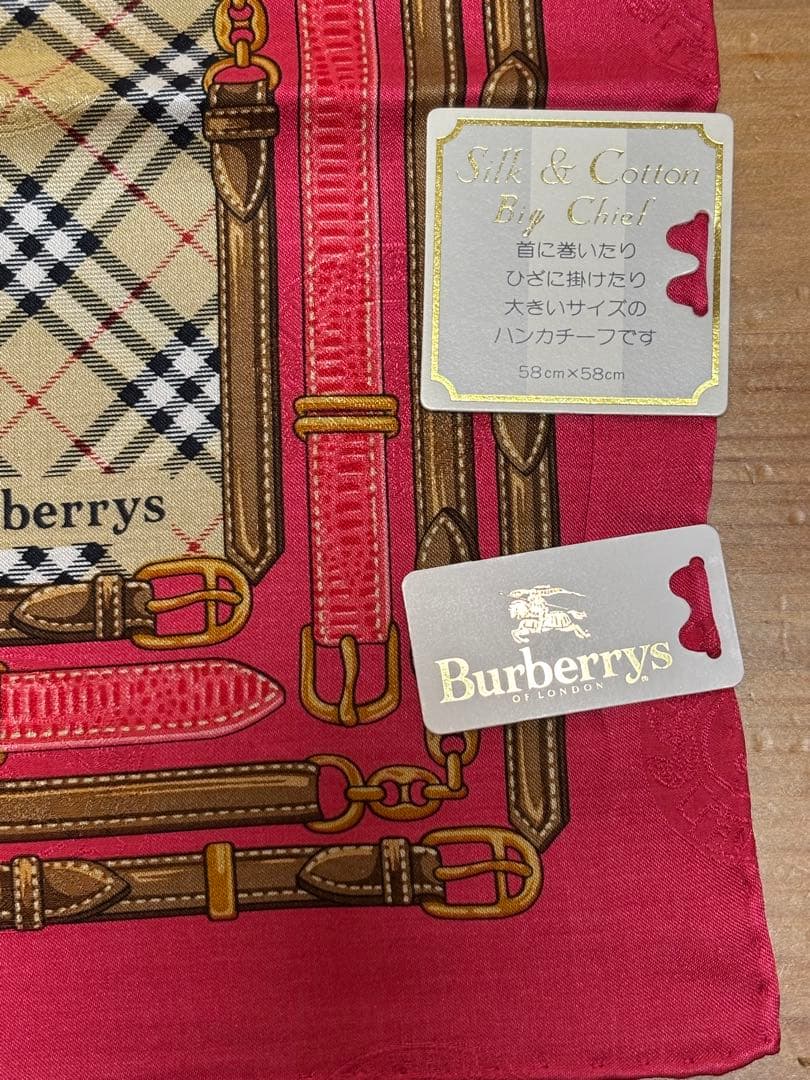 Silk & Cotton
Big Chief
首に巻いたり
ひざに掛けたり
大きいサイズの
ハンカチーフです
58cm×58cm
berrys
Burberrys
OF LONDON